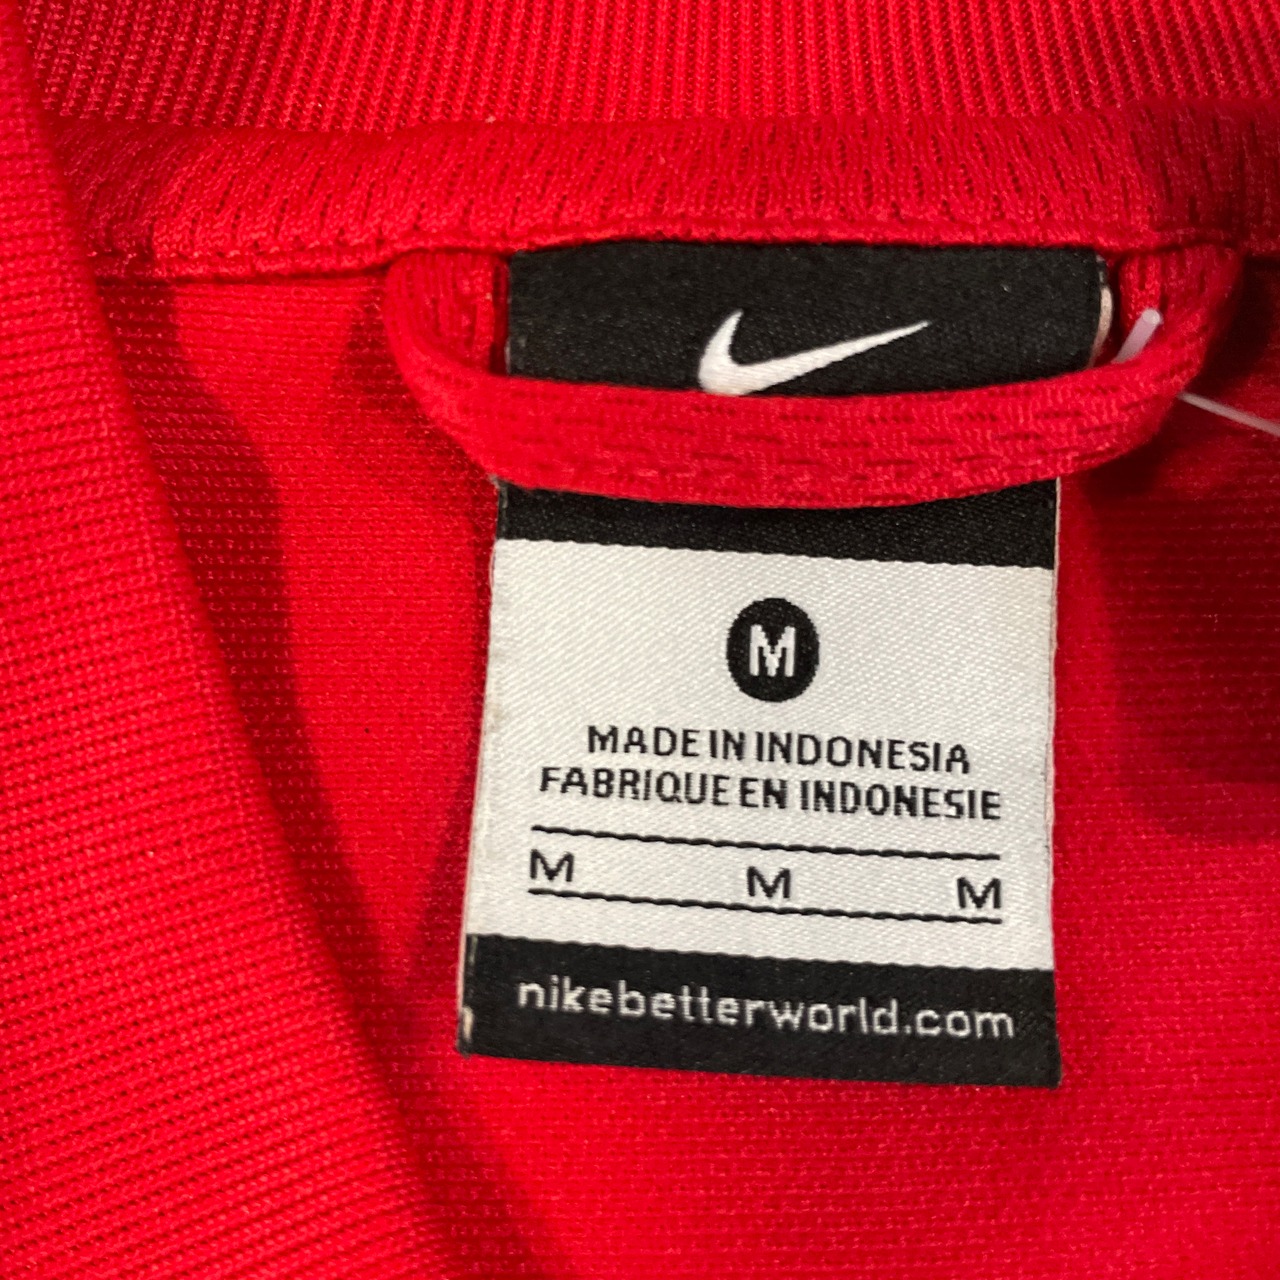 M
MADE IN INDONESIA
FABRIQUE EN INDONESIE
M M M
nikebetterworld.com